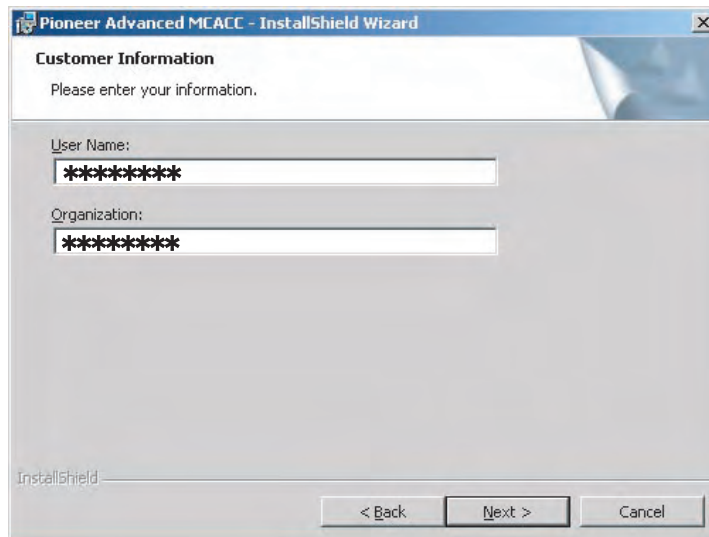 Pioneer Advanced MCACC - InstallShield Wizard
Customer Information
Please enter your information.
User Name:
********
Organization:
********
InstallShield
< Back Next > Cancel